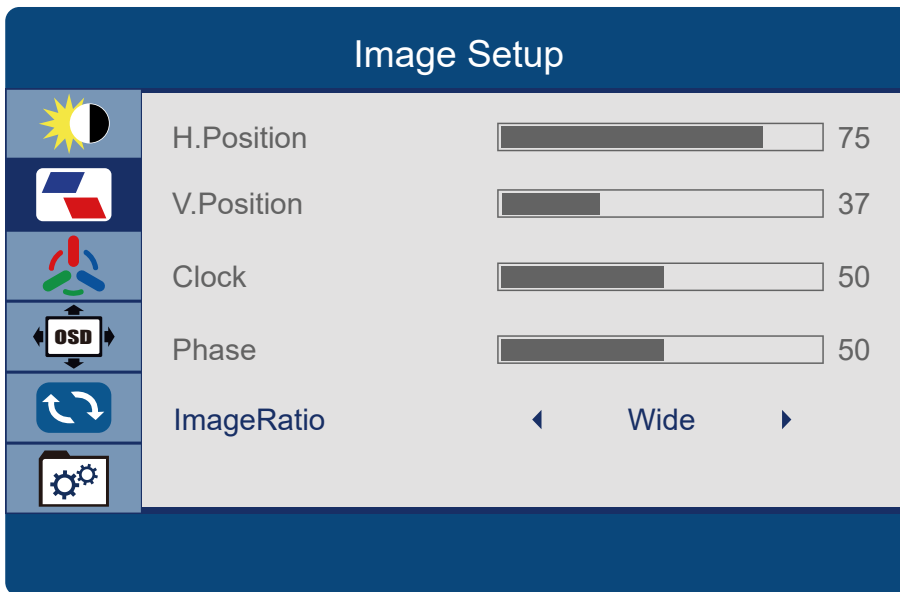 Image Setup
H.Position 75
V.Position 37
Clock 50
Phase 50
OSD
ImageRatio Wide